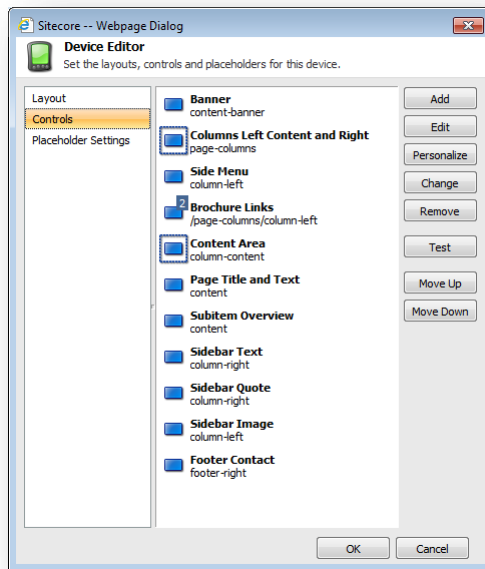 Sitecore -- Webpage Dialog
Device Editor
Set the layouts, controls and placeholders for this device.
Layout
Controls
Placeholder Settings
Banner
content-banner
Columns Left Content and Right
page-columns
Side Menu
column-left
2
Brochure Links
/page-columns/column-left
Content Area
column-content
Page Title and Text
content
Subitem Overview
content
Sidebar Text
column-right
Sidebar Quote
column-right
Sidebar Image
column-left
Footer Contact
footer-right
Add
Edit
Personalize
Change
Remove
Test
Move Up
Move Down
OK
Cancel